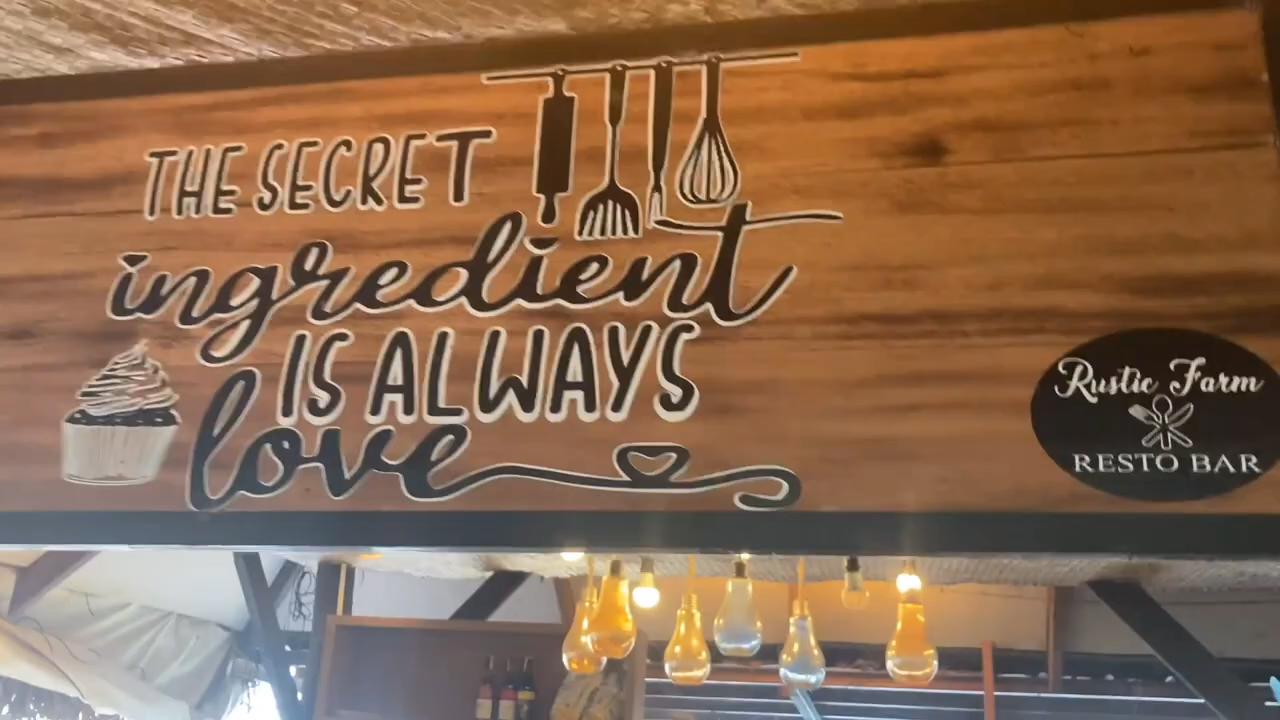 THE SECRET
ingredient
IS ALWAYS
love
Rustic Farm
RESTO BAR